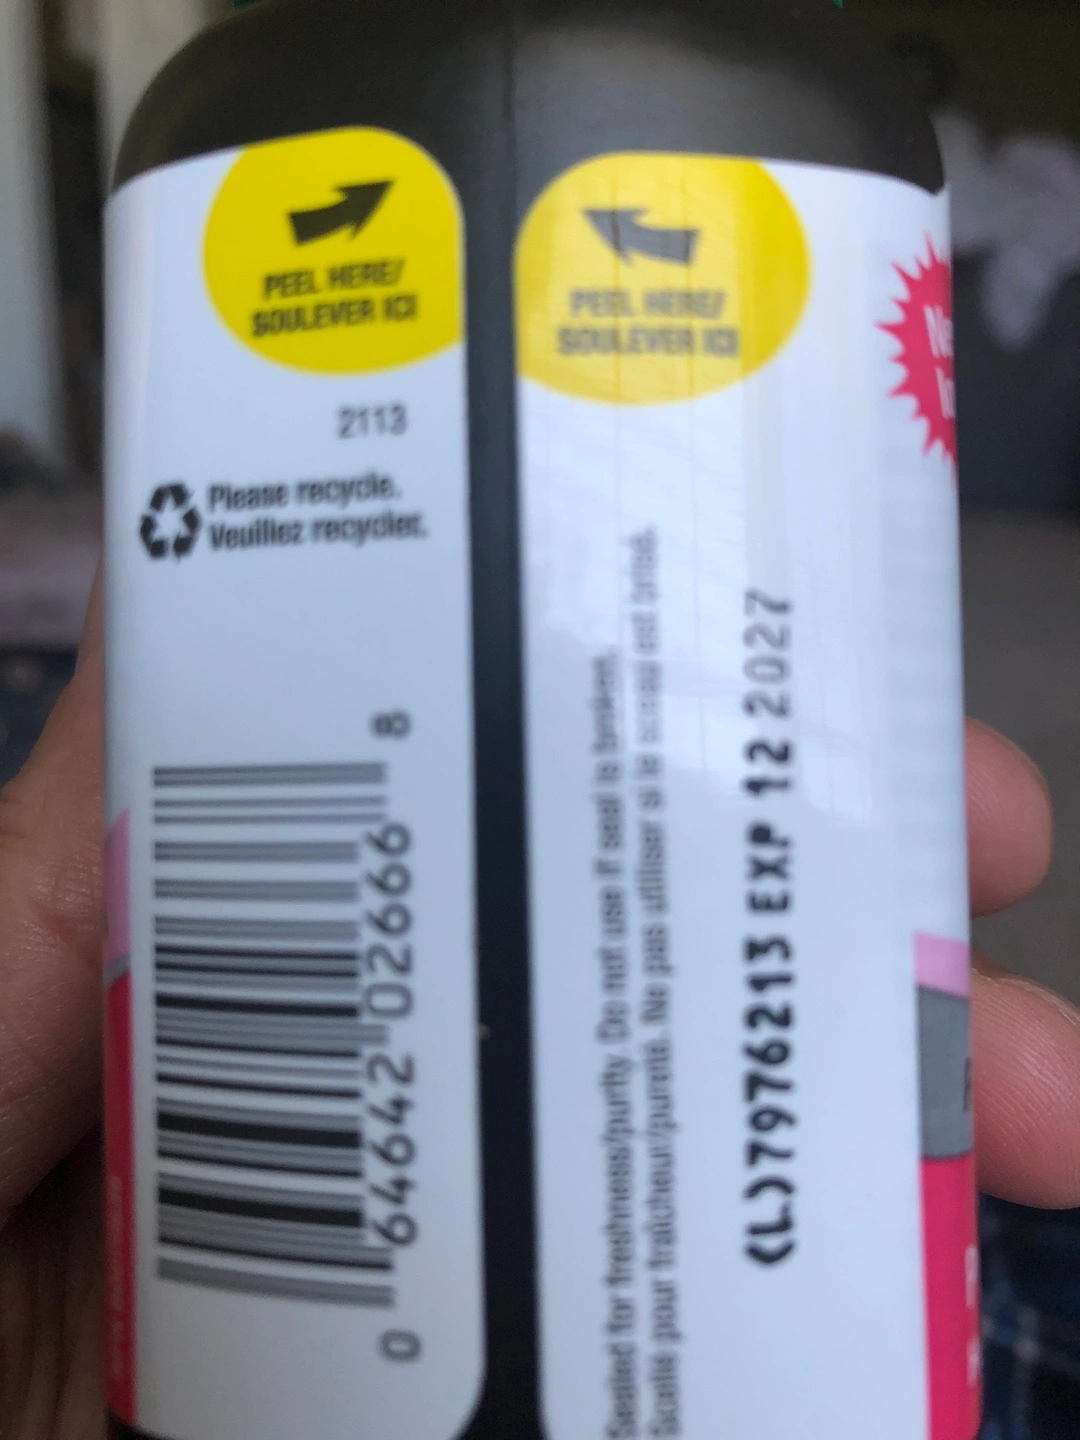 PEEL HERE/
SOULEVER ICI
2113
Please recycle.
Veuillez recycler.
0 64642 02666 8
PEEL HERE/
SOULEVER ICI
Sealed for freshness/purity. Do not use if seal is broken.
Scellé pour fraîcheur/pureté. Ne pas utiliser si le sceau est brisé.
(L)7976213 EXP 12 2027